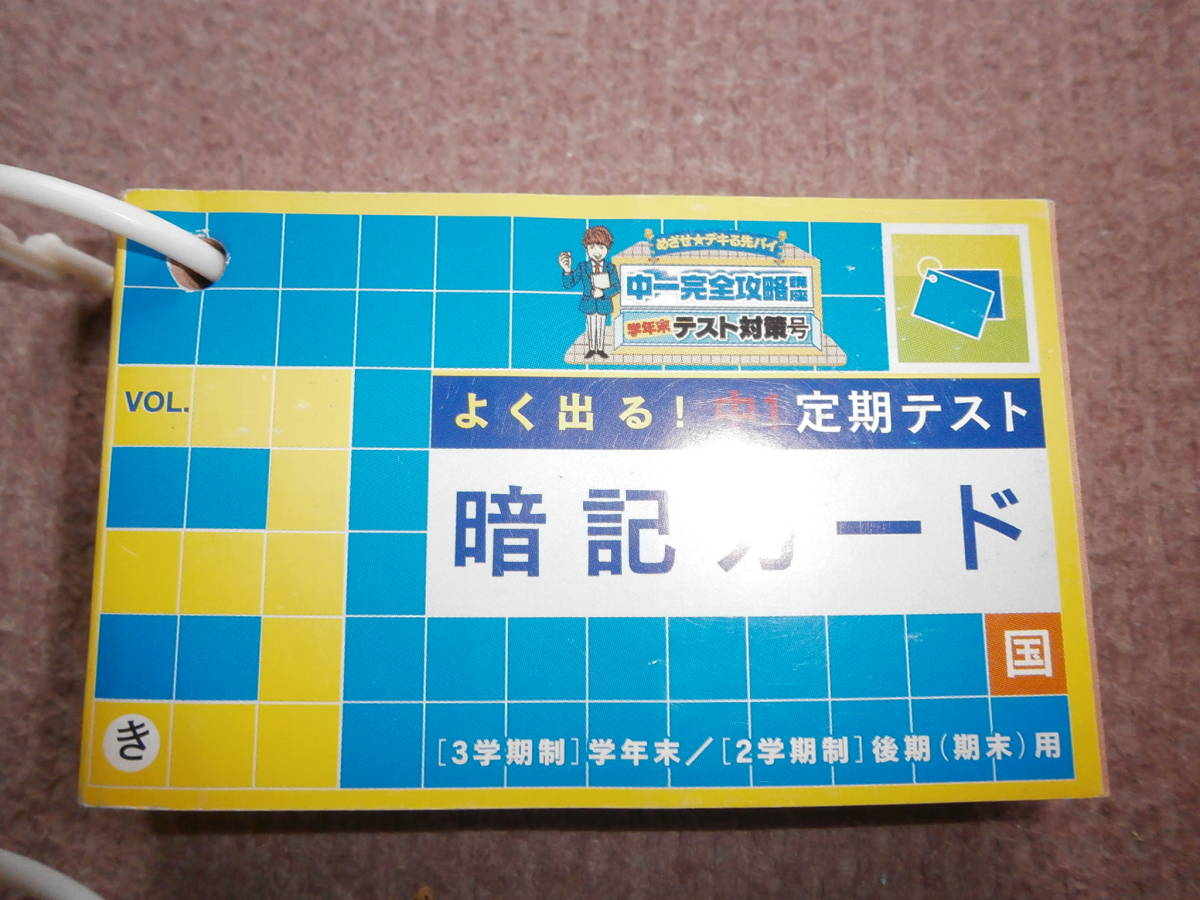 めざせ★デキる先パイ
中一完全攻略講座
学年末 テスト対策号
VOL.
よく出る! 中1 定期テスト
暗記カード
国
き
[3学期制]学年末/[2学期制]後期(期末)用